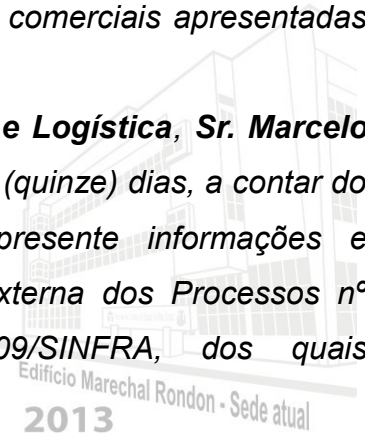 comerciais apresentadas
e Logística, Sr. Marcelo
(quinze) dias, a contar do
presente informações e
xterna dos Processos nº
09/SINFRA, dos quais
Edifício Marechal Rondon - Sede atual
2013